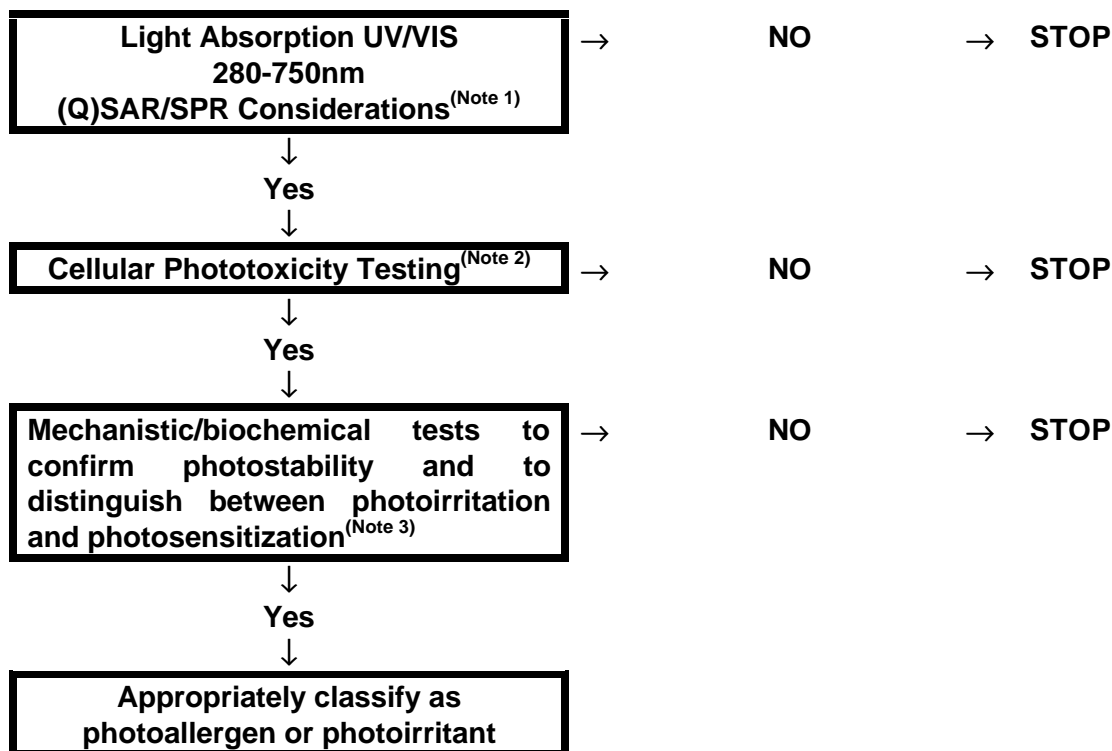 Light Absorption UV/VIS → NO → STOP
280-750nm
(Q)SAR/SPR Considerations(Note 1)
↓
Yes
↓
Cellular Phototoxicity Testing(Note 2) → NO → STOP
↓
Yes
↓
Mechanistic/biochemical tests to → NO → STOP
confirm photostability and to
distinguish between photoirritation
and photosensitization(Note 3)
↓
Yes
↓
Appropriately classify as
photoallergen or photoirritant